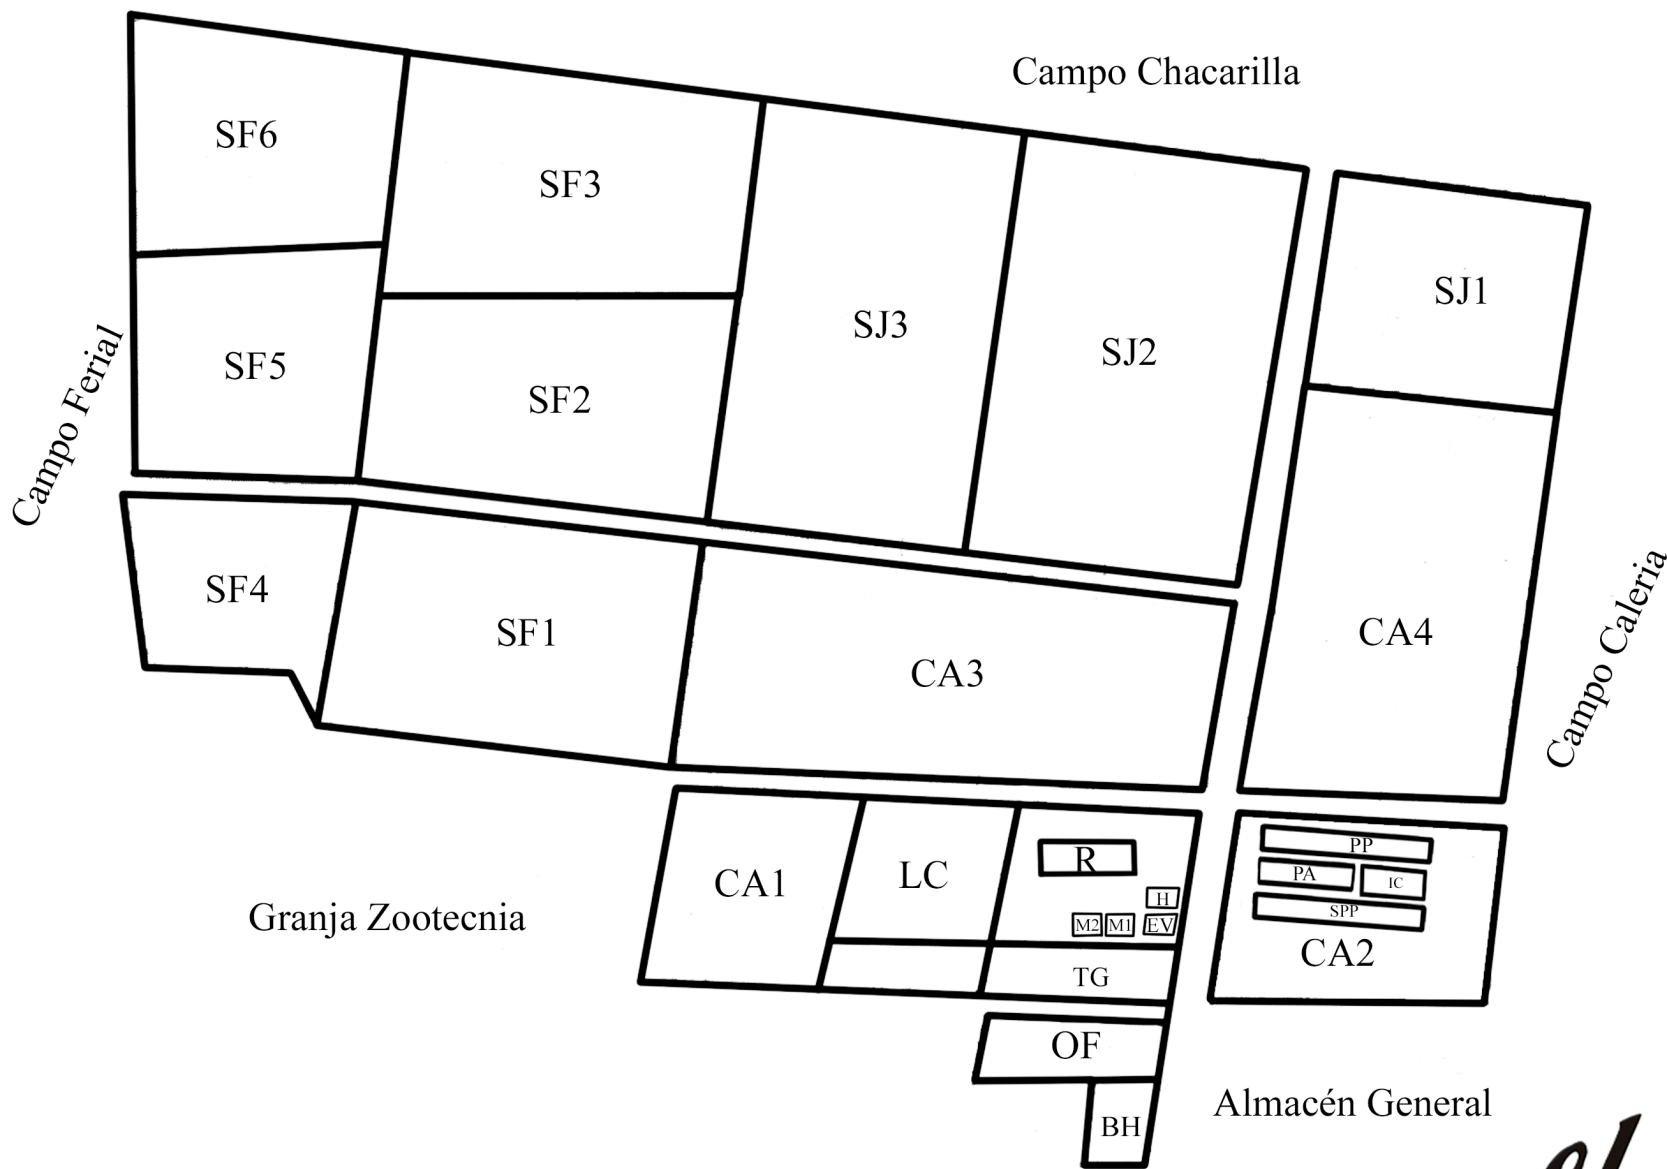 Campo Chacarilla
SF6
SF3
SJ1
SJ3
SJ2
SF5
SF2
Campo Ferial
SF4
SF1
CA3
CA4
Campo Caleria
CA1
LC
R
H
M2
M1
EV
TG
PP
PA
IC
SPP
CA2
Granja Zootecnia
OF
BH
Almacén General